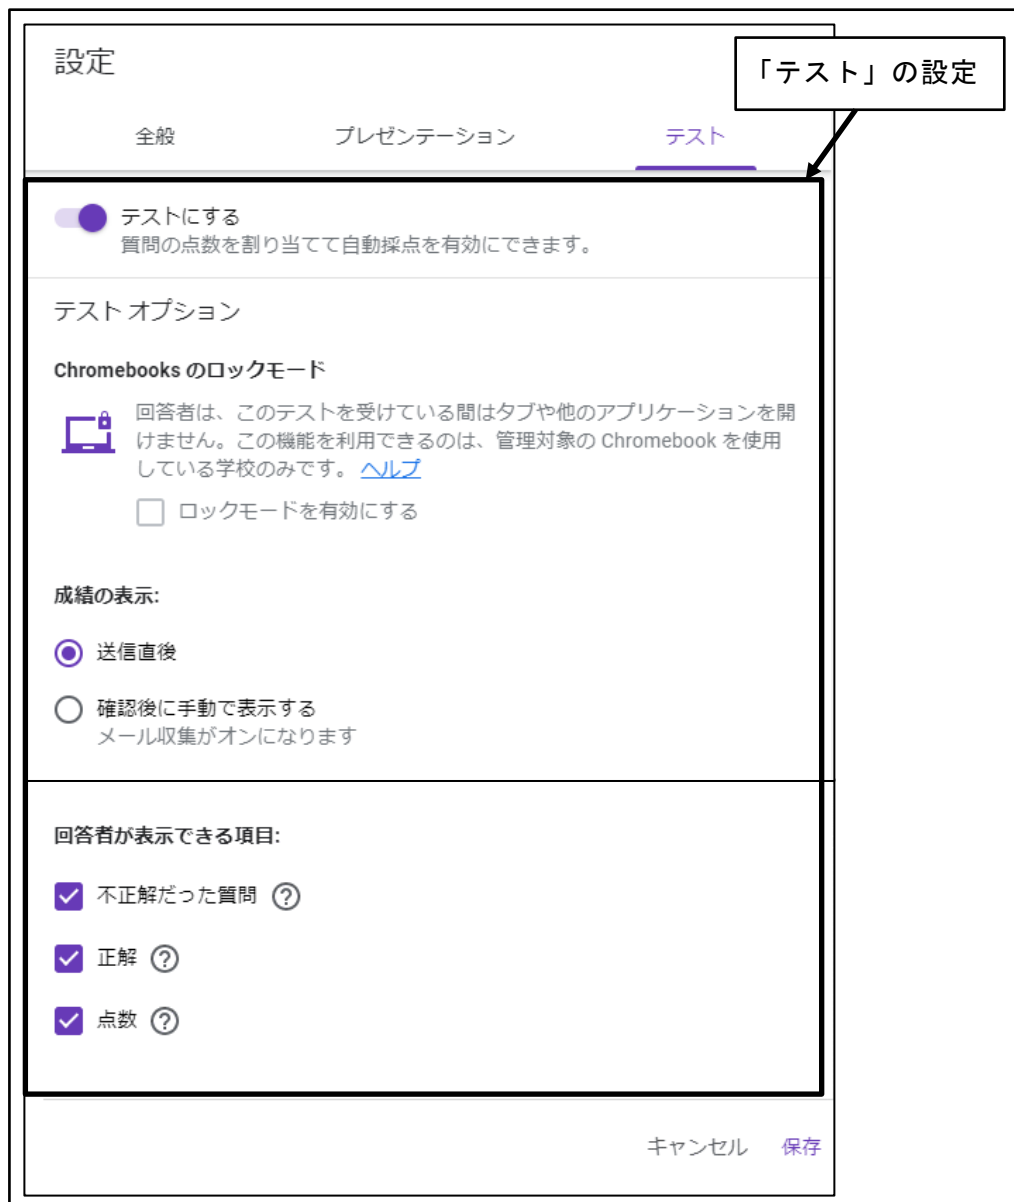 設定
「テスト」の設定
全般 プレゼンテーション テスト
テストにする
質問の点数を割り当てて自動採点を有効にできます。
テスト オプション
Chromebooks のロックモード
回答者は、このテストを受けている間はタブや他のアプリケーションを開
けません。この機能を利用できるのは、管理対象の Chromebook を使用
している学校のみです。 ヘルプ
ロックモードを有効にする
成績の表示:
送信直後
確認後に手動で表示する
メール収集がオンになります
回答者が表示できる項目:
不正解だった質問 ?
正解 ?
点数 ?
キャンセル 保存